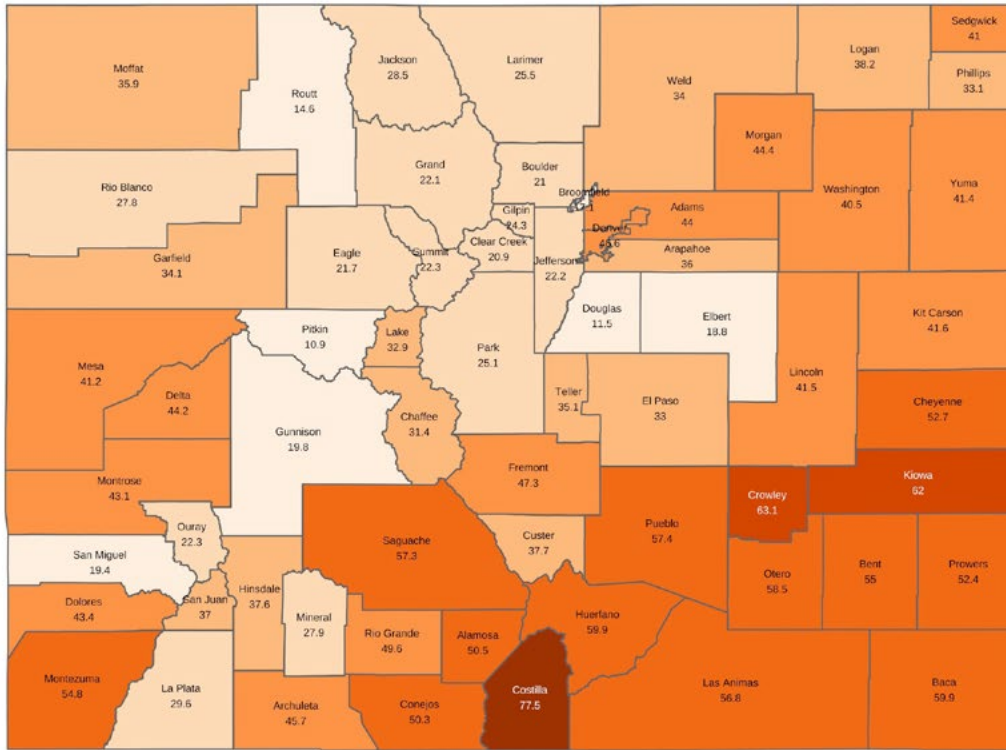 Sedgwick
41
Jackson
28.5
Larimer
25.5
Logan
38.2
Moffat
35.9
Phillips
33.1
Weld
34
Routt
14.6
Morgan
44.4
Grand
22.1
Boulder
21
Rio Blanco
27.8
Washington
40.5
Yuma
41.4
Broomfield
Gilpin
24.3
Adams
44
Denver
Clear Creek
20.9
Arapahoe
36
Garfield
34.1
Eagle
21.7
Summit
22.3
Jefferson
22.2
Douglas
11.5
Elbert
18.8
Kit Carson
41.6
Pitkin
10.9
Lake
32.9
Park
25.1
Mesa
41.2
Lincoln
41.5
Delta
44.2
Teller
35.1
El Paso
33
Cheyenne
52.7
Chaffee
31.4
Gunnison
19.8
Fremont
47.3
Crowley
63.1
Kiowa
62
Montrose
43.1
Ouray
22.3
Pueblo
57.4
Saguache
57.3
Custer
37.7
San Miguel
19.4
Otero
58.5
Bent
55
Prowers
52.4
Hinsdale
37.6
Dolores
43.4
San Juan
37
Mineral
27.9
Huerfano
59.9
Rio Grande
49.6
Alamosa
50.5
Montezuma
54.8
La Plata
29.6
Costilla
77.5
Las Animas
56.8
Baca
59.9
Archuleta
45.7
Conejos
50.3